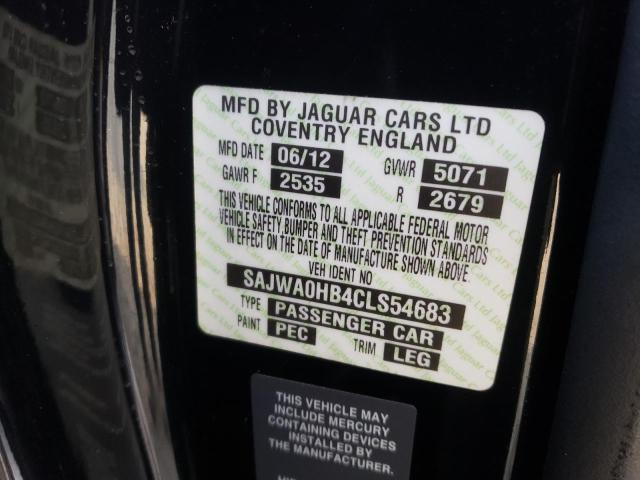 MFD BY JAGUAR CARS LTD
COVENTRY ENGLAND
MFD DATE 06/12 GVWR 5071
GAWR F 2535 R 2679
THIS VEHICLE CONFORMS TO ALL APPLICABLE FEDERAL MOTOR
VEHICLE SAFETY, BUMPER AND THEFT PREVENTION STANDARDS
IN EFFECT ON THE DATE OF MANUFACTURE SHOWN ABOVE.
VEH IDENT NO
SAJWA0HB4CLS54683
TYPE PASSENGER CAR
PAINT PEC TRIM LEG
THIS VEHICLE MAY
INCLUDE MERCURY
CONTAINING DEVICES
INSTALLED BY
THE MANUFACTURER.